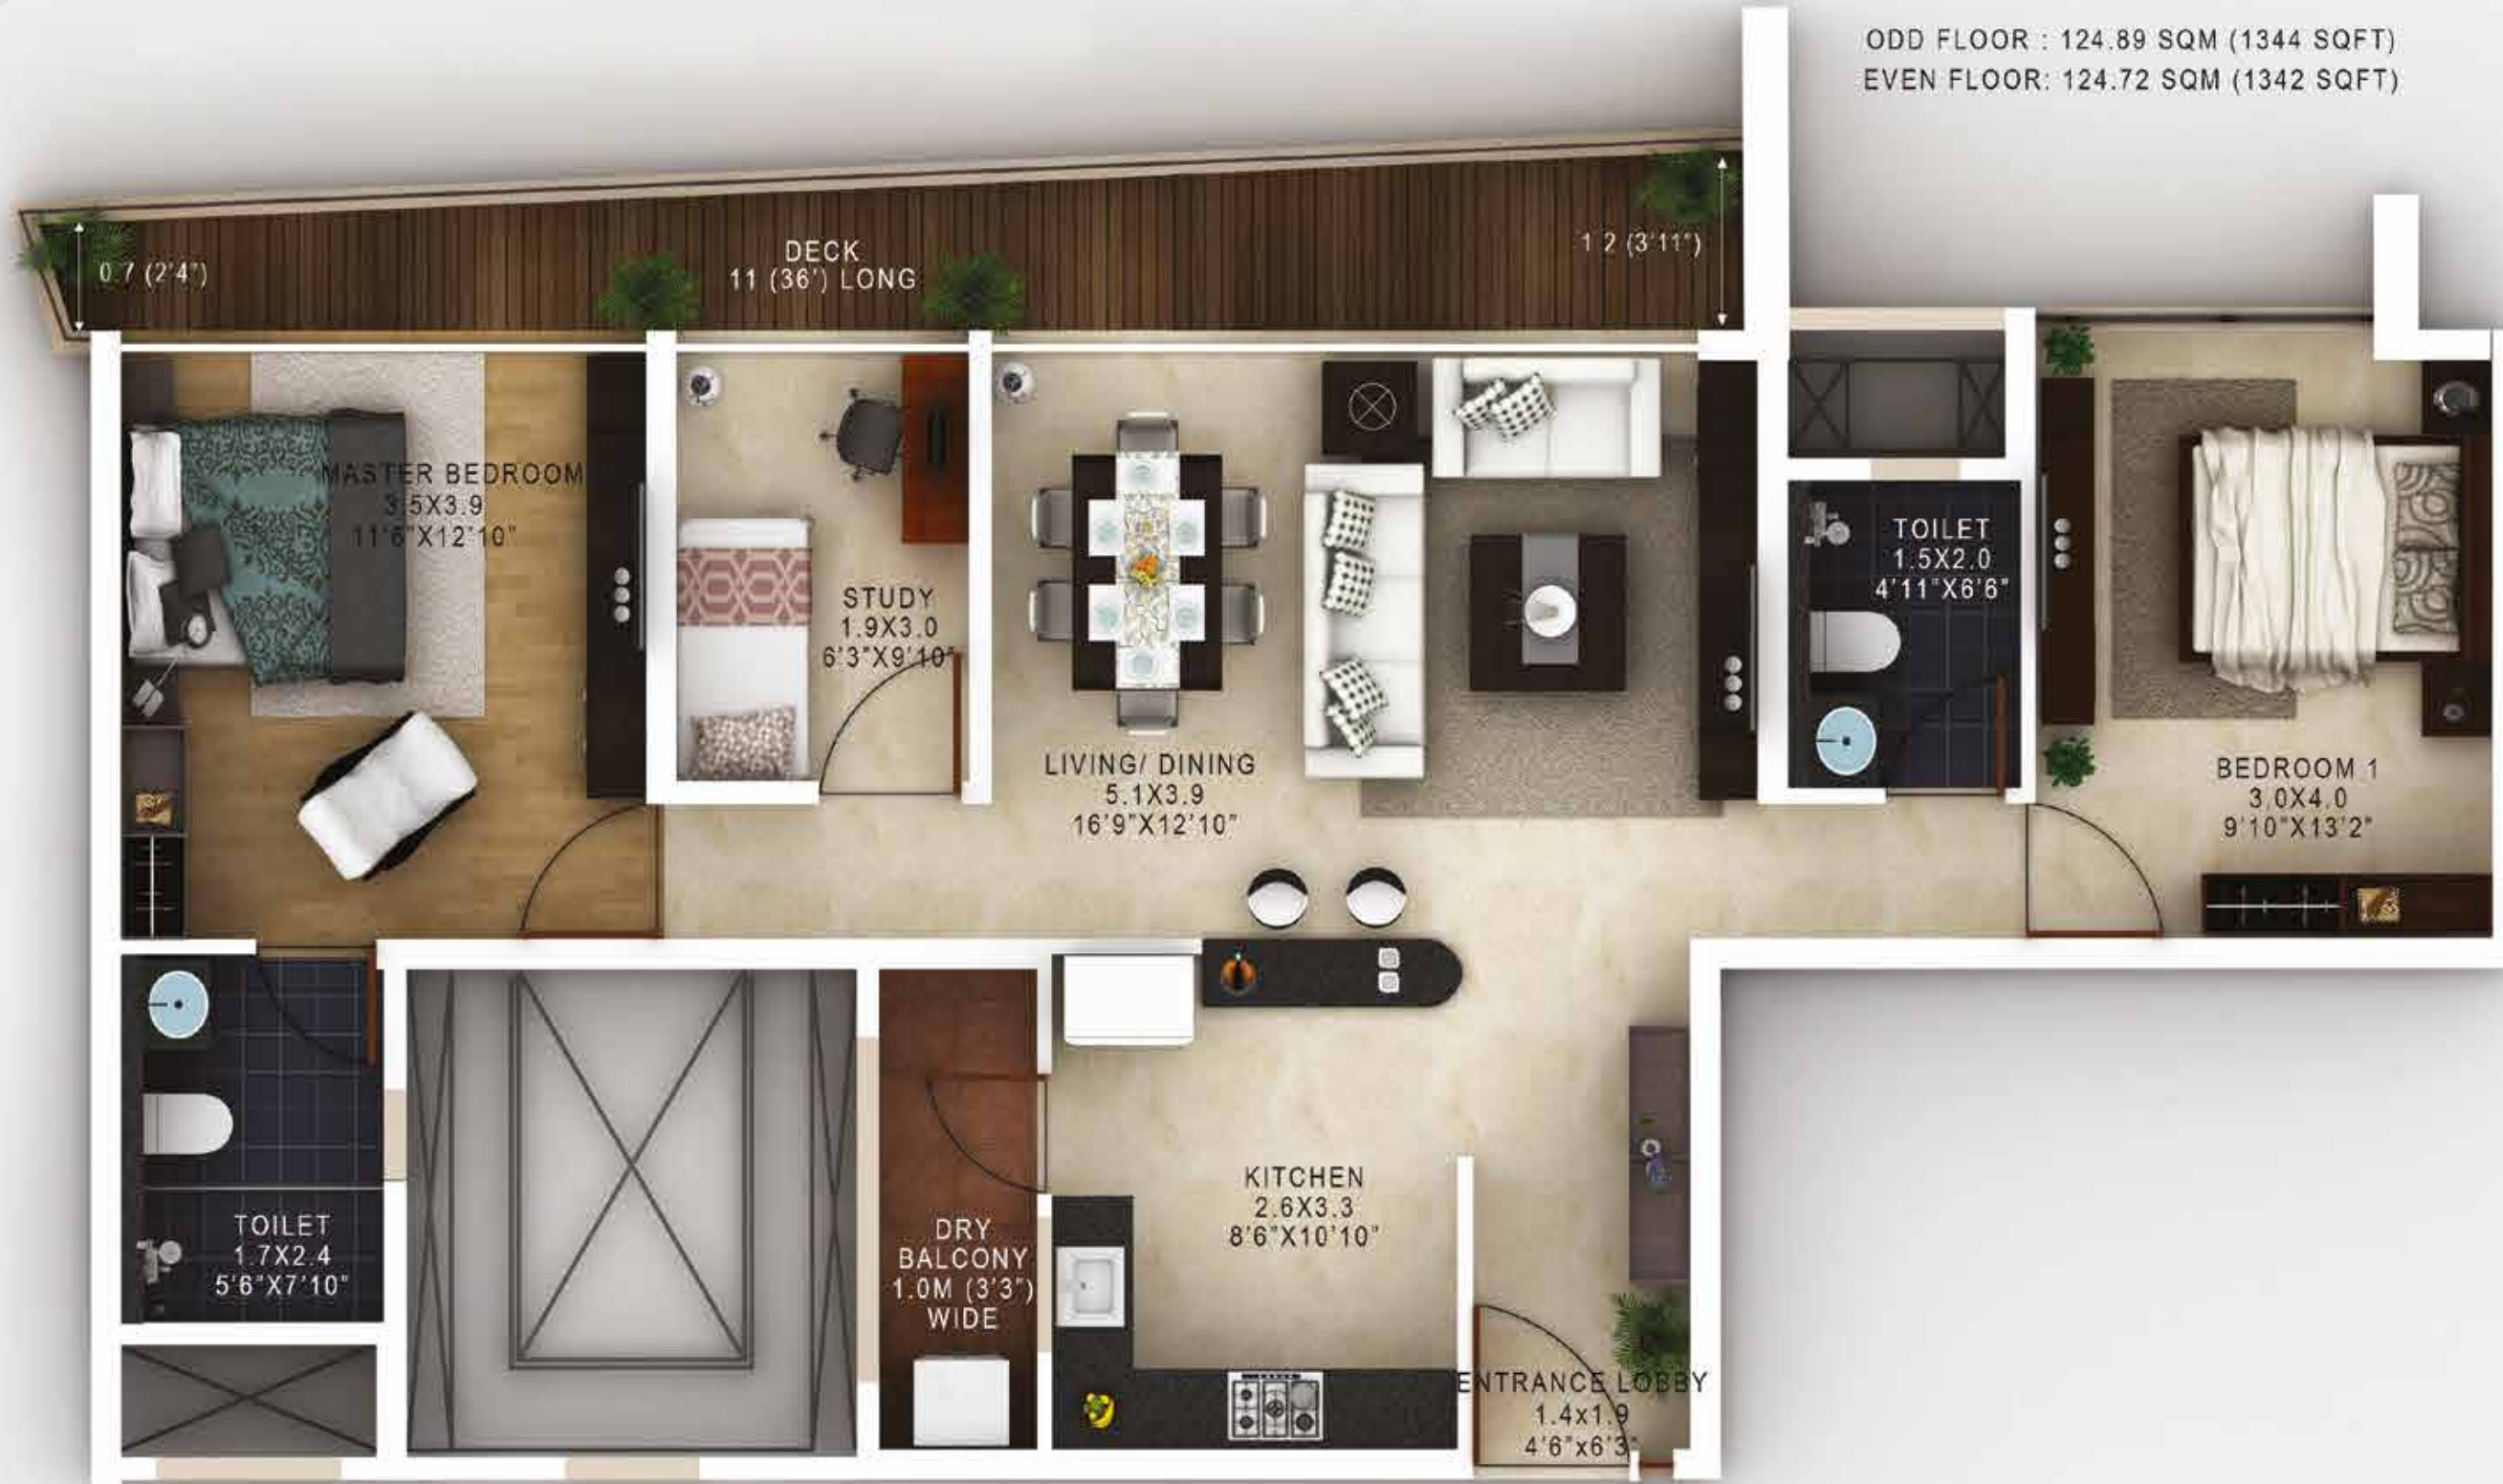 ODD FLOOR : 124.89 SQM (1344 SQFT)
EVEN FLOOR: 124.72 SQM (1342 SQFT)
DECK
11 (36') LONG
0.7 (2'4")
1 2 (3'11")
MASTER BEDROOM
3.5X3.9
11'6"X12'10"
STUDY
1.9X3.0
6'3"X9'10"
LIVING/ DINING
5.1X3.9
16'9"X12'10"
TOILET
1.5X2.0
4'11"X6'6"
BEDROOM 1
3.0X4.0
9'10"X13'2"
TOILET
1.7X2.4
5'6"X7'10"
DRY
BALCONY
1.0M (3'3")
WIDE
KITCHEN
2.6X3.3
8'6"X10'10"
ENTRANCE LOBBY
1.4x1.9
4'6"x6'3"